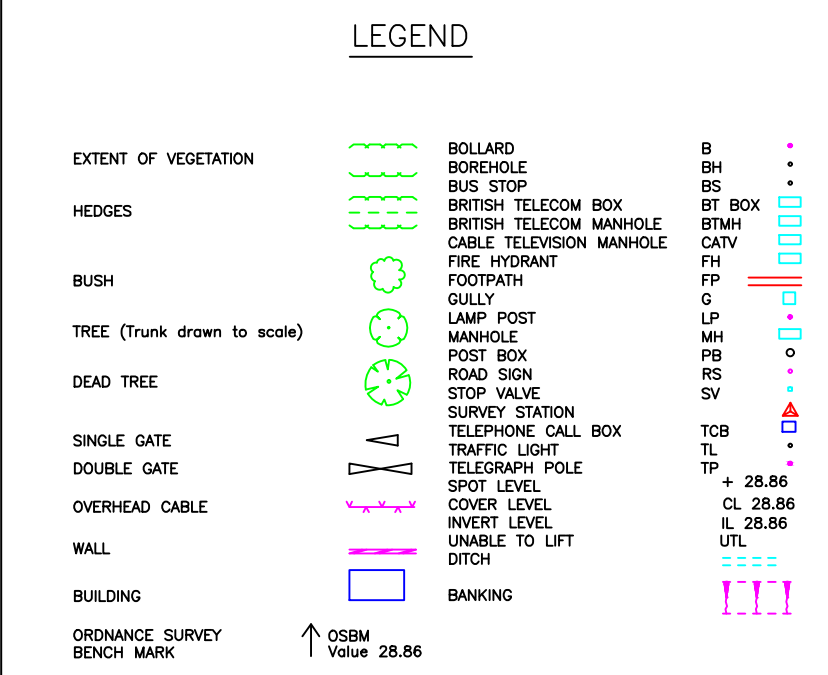 LEGEND
EXTENT OF VEGETATION
HEDGES
BUSH
TREE (Trunk drawn to scale)
DEAD TREE
SINGLE GATE
DOUBLE GATE
OVERHEAD CABLE
WALL
BUILDING
ORDNANCE SURVEY
BENCH MARK
OSBM
Value 28.86
BOLLARD B
BOREHOLE BH
BUS STOP BS
BRITISH TELECOM BOX BT BOX
BRITISH TELECOM MANHOLE BTMH
CABLE TELEVISION MANHOLE CATV
FIRE HYDRANT FH
FOOTPATH FP
GULLY G
LAMP POST LP
MANHOLE MH
POST BOX PB
ROAD SIGN RS
STOP VALVE SV
SURVEY STATION
TELEPHONE CALL BOX TCB
TRAFFIC LIGHT TL
TELEGRAPH POLE TP
SPOT LEVEL + 28.86
COVER LEVEL CL 28.86
INVERT LEVEL IL 28.86
UNABLE TO LIFT UTL
DITCH
BANKING